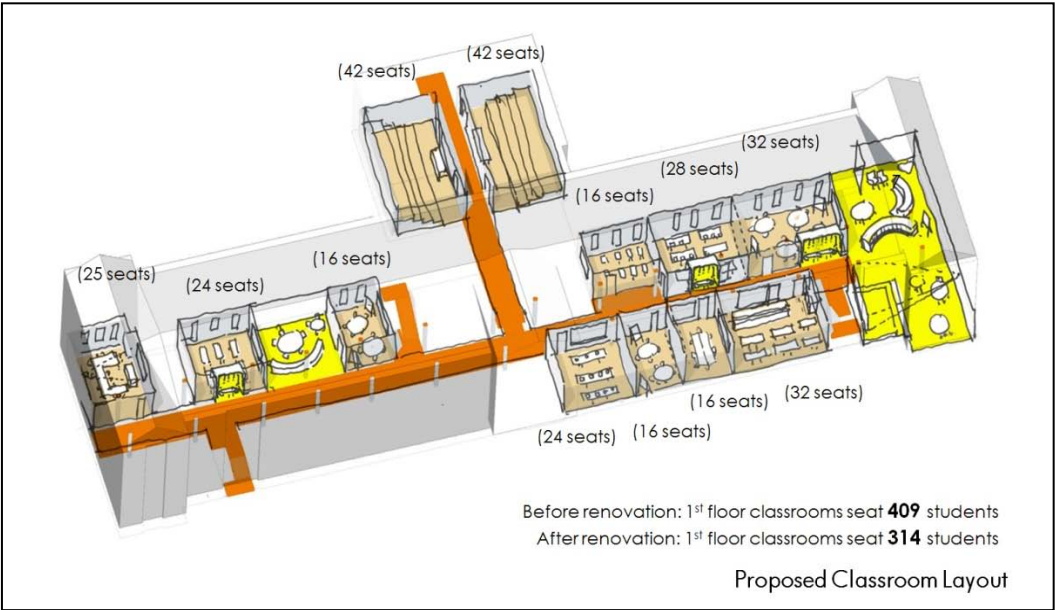 (42 seats)
(42 seats)
(32 seats)
(28 seats)
(16 seats)
(16 seats)
(25 seats)
(24 seats)
(32 seats)
(16 seats)
(16 seats)
(24 seats)
Before renovation: 1st floor classrooms seat 409 students
After renovation: 1st floor classrooms seat 314 students
Proposed Classroom Layout